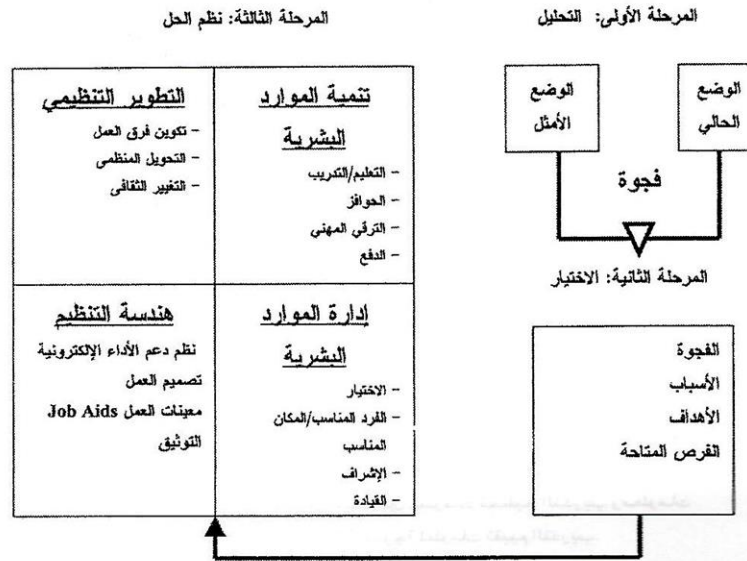 المرحلة الأولى: التحليل
الوضع
الحالي
الوضع
الأمثل
فجوة
المرحلة الثانية: الاختيار
الفجوة
الأسباب
الأهداف
الفرص المتاحة
المرحلة الثالثة: نظم الحل
تنمية الموارد
البشرية
- التعليم/التدريب
- الحوافز
- الترقي المهني
- الدفع
التطوير التنظيمي
- تكوين فرق العمل
- التحويل المنظمى
- التغيير الثقافى
إدارة الموارد
البشرية
- الاختيار
- الفرد المناسب/المكان
المناسب
- الإشراف
- القيادة
هندسة التنظيم
نظم دعم الأداء الإلكترونية
تصميم العمل
معينات العمل Job Aids
التوثيق